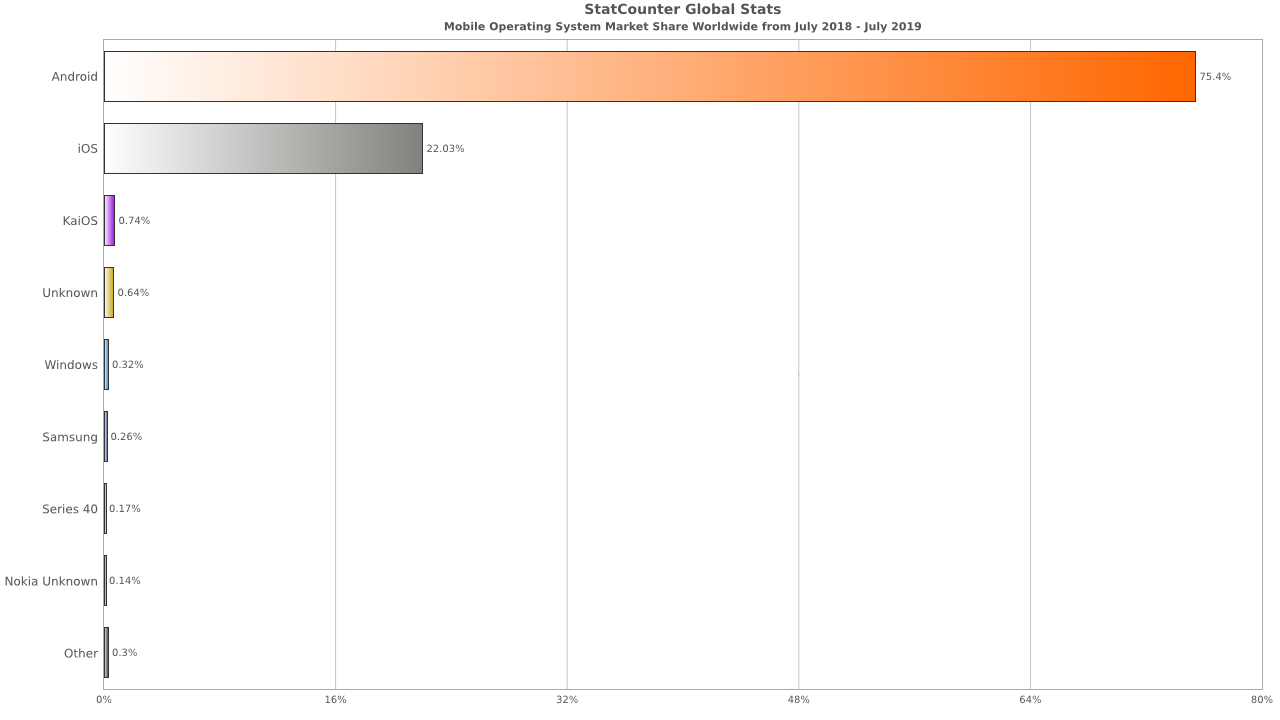 StatCounter Global Stats
Mobile Operating System Market Share Worldwide from July 2018 - July 2019
Android 75.4%
iOS 22.03%
KaiOS 0.74%
Unknown 0.64%
Windows 0.32%
Samsung 0.26%
Series 40 0.17%
Nokia Unknown 0.14%
Other 0.3%
0% 16% 32% 48% 64% 80%